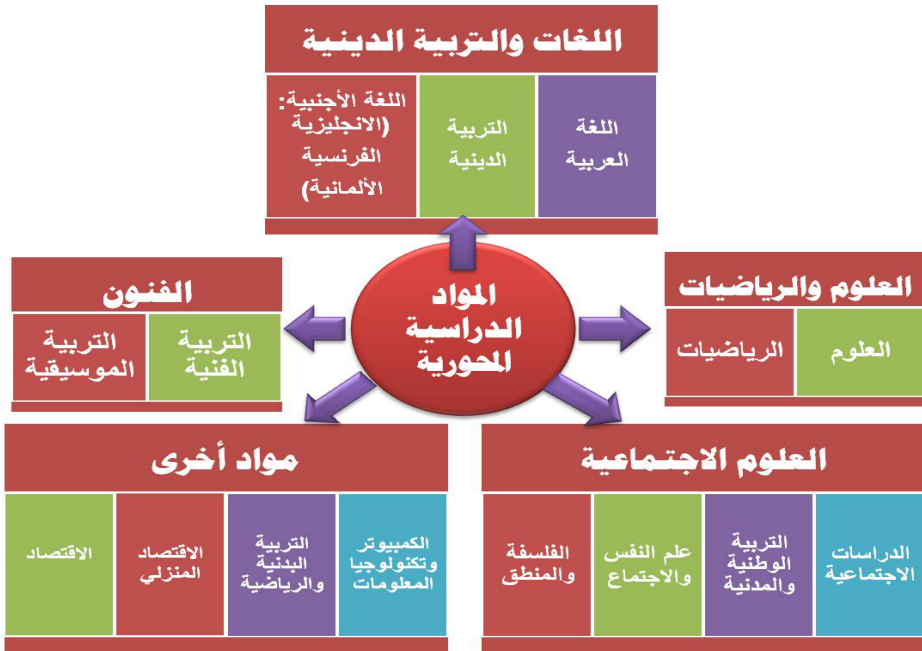 اللغات والتربية الدينية
اللغة
العربية
التربية
الدينية
اللغة الأجنبية:
(الانجليزية
الفرنسية
الألمانية)
المواد
الدراسية
المحورية
العلوم والرياضيات
العلوم
الرياضيات
الفنون
التربية
الفنية
التربية
الموسيقية
العلوم الاجتماعية
الدراسات
الاجتماعية
التربية
الوطنية
والمدنية
علم النفس
والاجتماع
الفلسفة
والمنطق
مواد أخرى
الكمبيوتر
وتكنولوجيا
المعلومات
التربية
البدنية
والرياضية
الاقتصاد
المنزلي
الاقتصاد